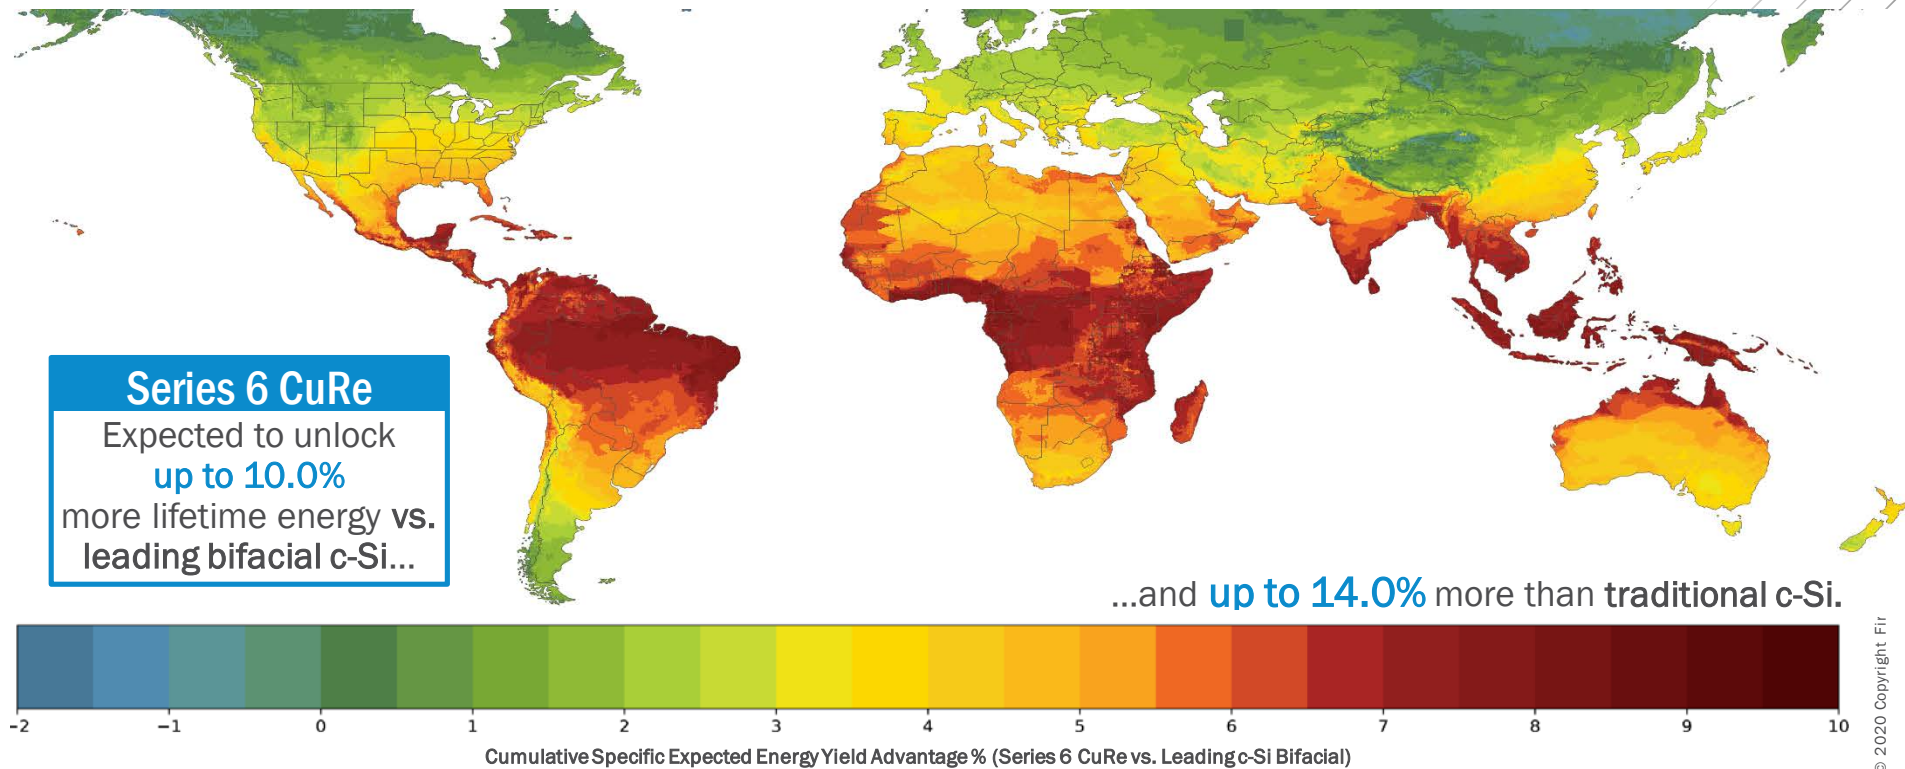 Series 6 CuRe
Expected to unlock
up to 10.0%
more lifetime energy vs.
leading bifacial c-Si...
...and up to 14.0% more than traditional c-Si.
−2 −1 0 1 2 3 4 5 6 7 8 9 10
Cumulative Specific Expected Energy Yield Advantage % (Series 6 CuRe vs. Leading c-Si Bifacial)
© 2020 Copyright Fir